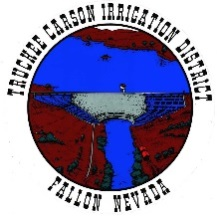 TRUCKEE CARSON IRRIGATION DISTRICT
FALLON NEVADA